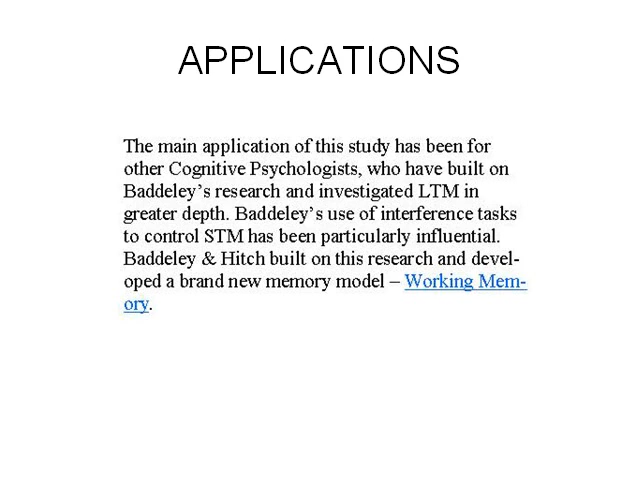 APPLICATIONS
The main application of this study has been for
other Cognitive Psychologists, who have built on
Baddeley’s research and investigated LTM in
greater depth. Baddeley’s use of interference tasks
to control STM has been particularly influential.
Baddeley & Hitch built on this research and devel-
oped a brand new memory model – Working Mem-
ory.